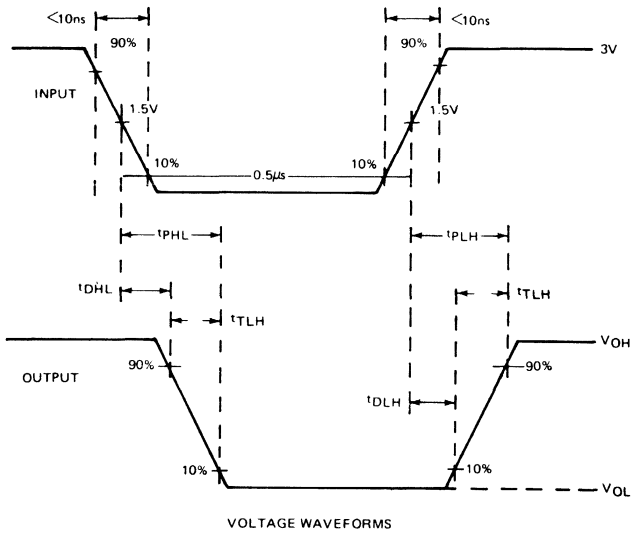 <10ns
<10ns
90%
90%
3V
INPUT
1.5V
1.5V
10%
10%
0.5μs
tPHL
tPLH
tDHL
tTLH
tTLH
VOH
90%
90%
OUTPUT
tDLH
10%
10%
VOL
VOLTAGE WAVEFORMS